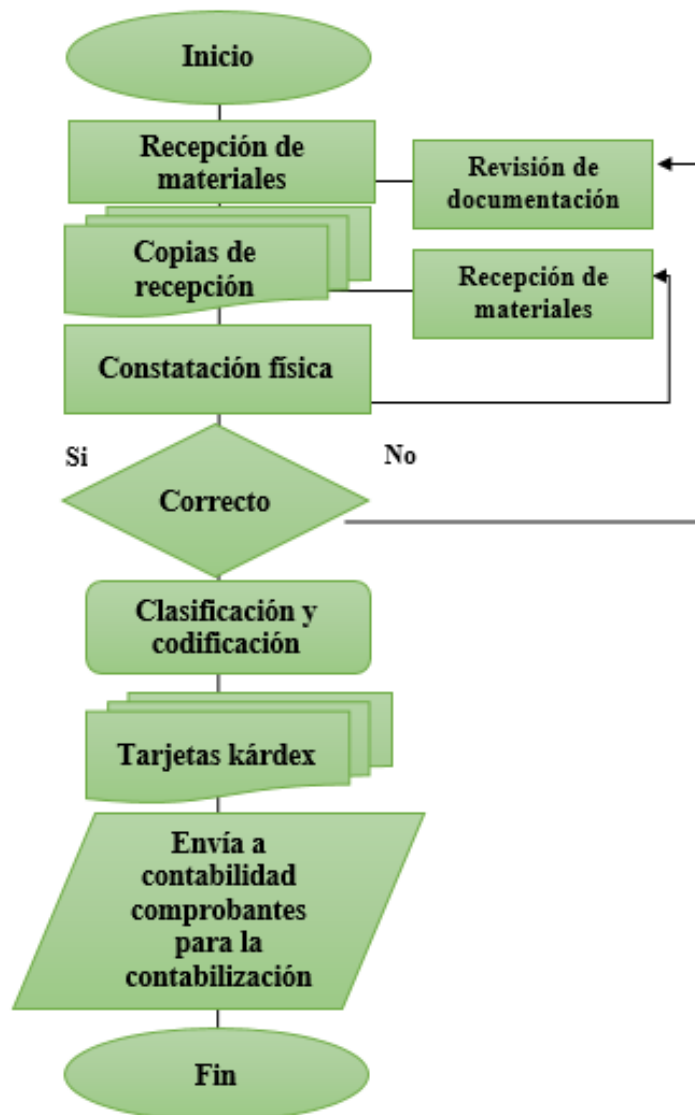 Inicio
Recepción de
materiales
Revisión de
documentación
Copias de
recepción
Recepción de
materiales
Constatación física
Si
No
Correcto
Clasificación y
codificación
Tarjetas kárdex
Envía a
contabilidad
comprobantes
para la
contabilización
Fin